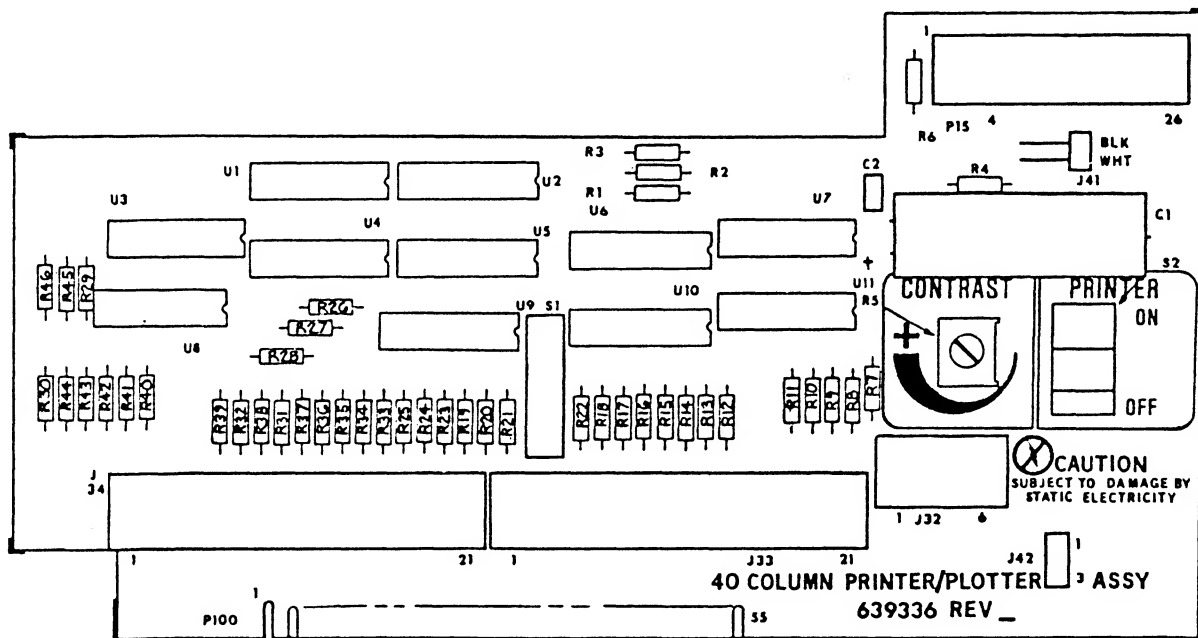 1
R6 P15 4 26
BLK
WHT
J41
R3
R2
R1
C2
R4
U1
U2
U3
U4
U5
U6
U7
C1
+
S2
R46 R45 R29
R26
R27
R28
U8
U9 S1
U10
U11
R5
CONTRAST
+
PRINTER
ON
OFF
R30 R44 R43 R42 R41 R40
R39 R32 R38 R31 R37 R36 R35 R34 R33 R25 R24 R23 R19 R20 R21
R22 R18 R17 R16 R15 R14 R13 R12
R11 R10 R9 R8 R7
J
34
1 21
1 J33 21
1 J32 6
CAUTION
SUBJECT TO DAMAGE BY
STATIC ELECTRICITY
J42 1
3
40 COLUMN PRINTER/PLOTTER ASSY
639336 REV _
P100 1 55